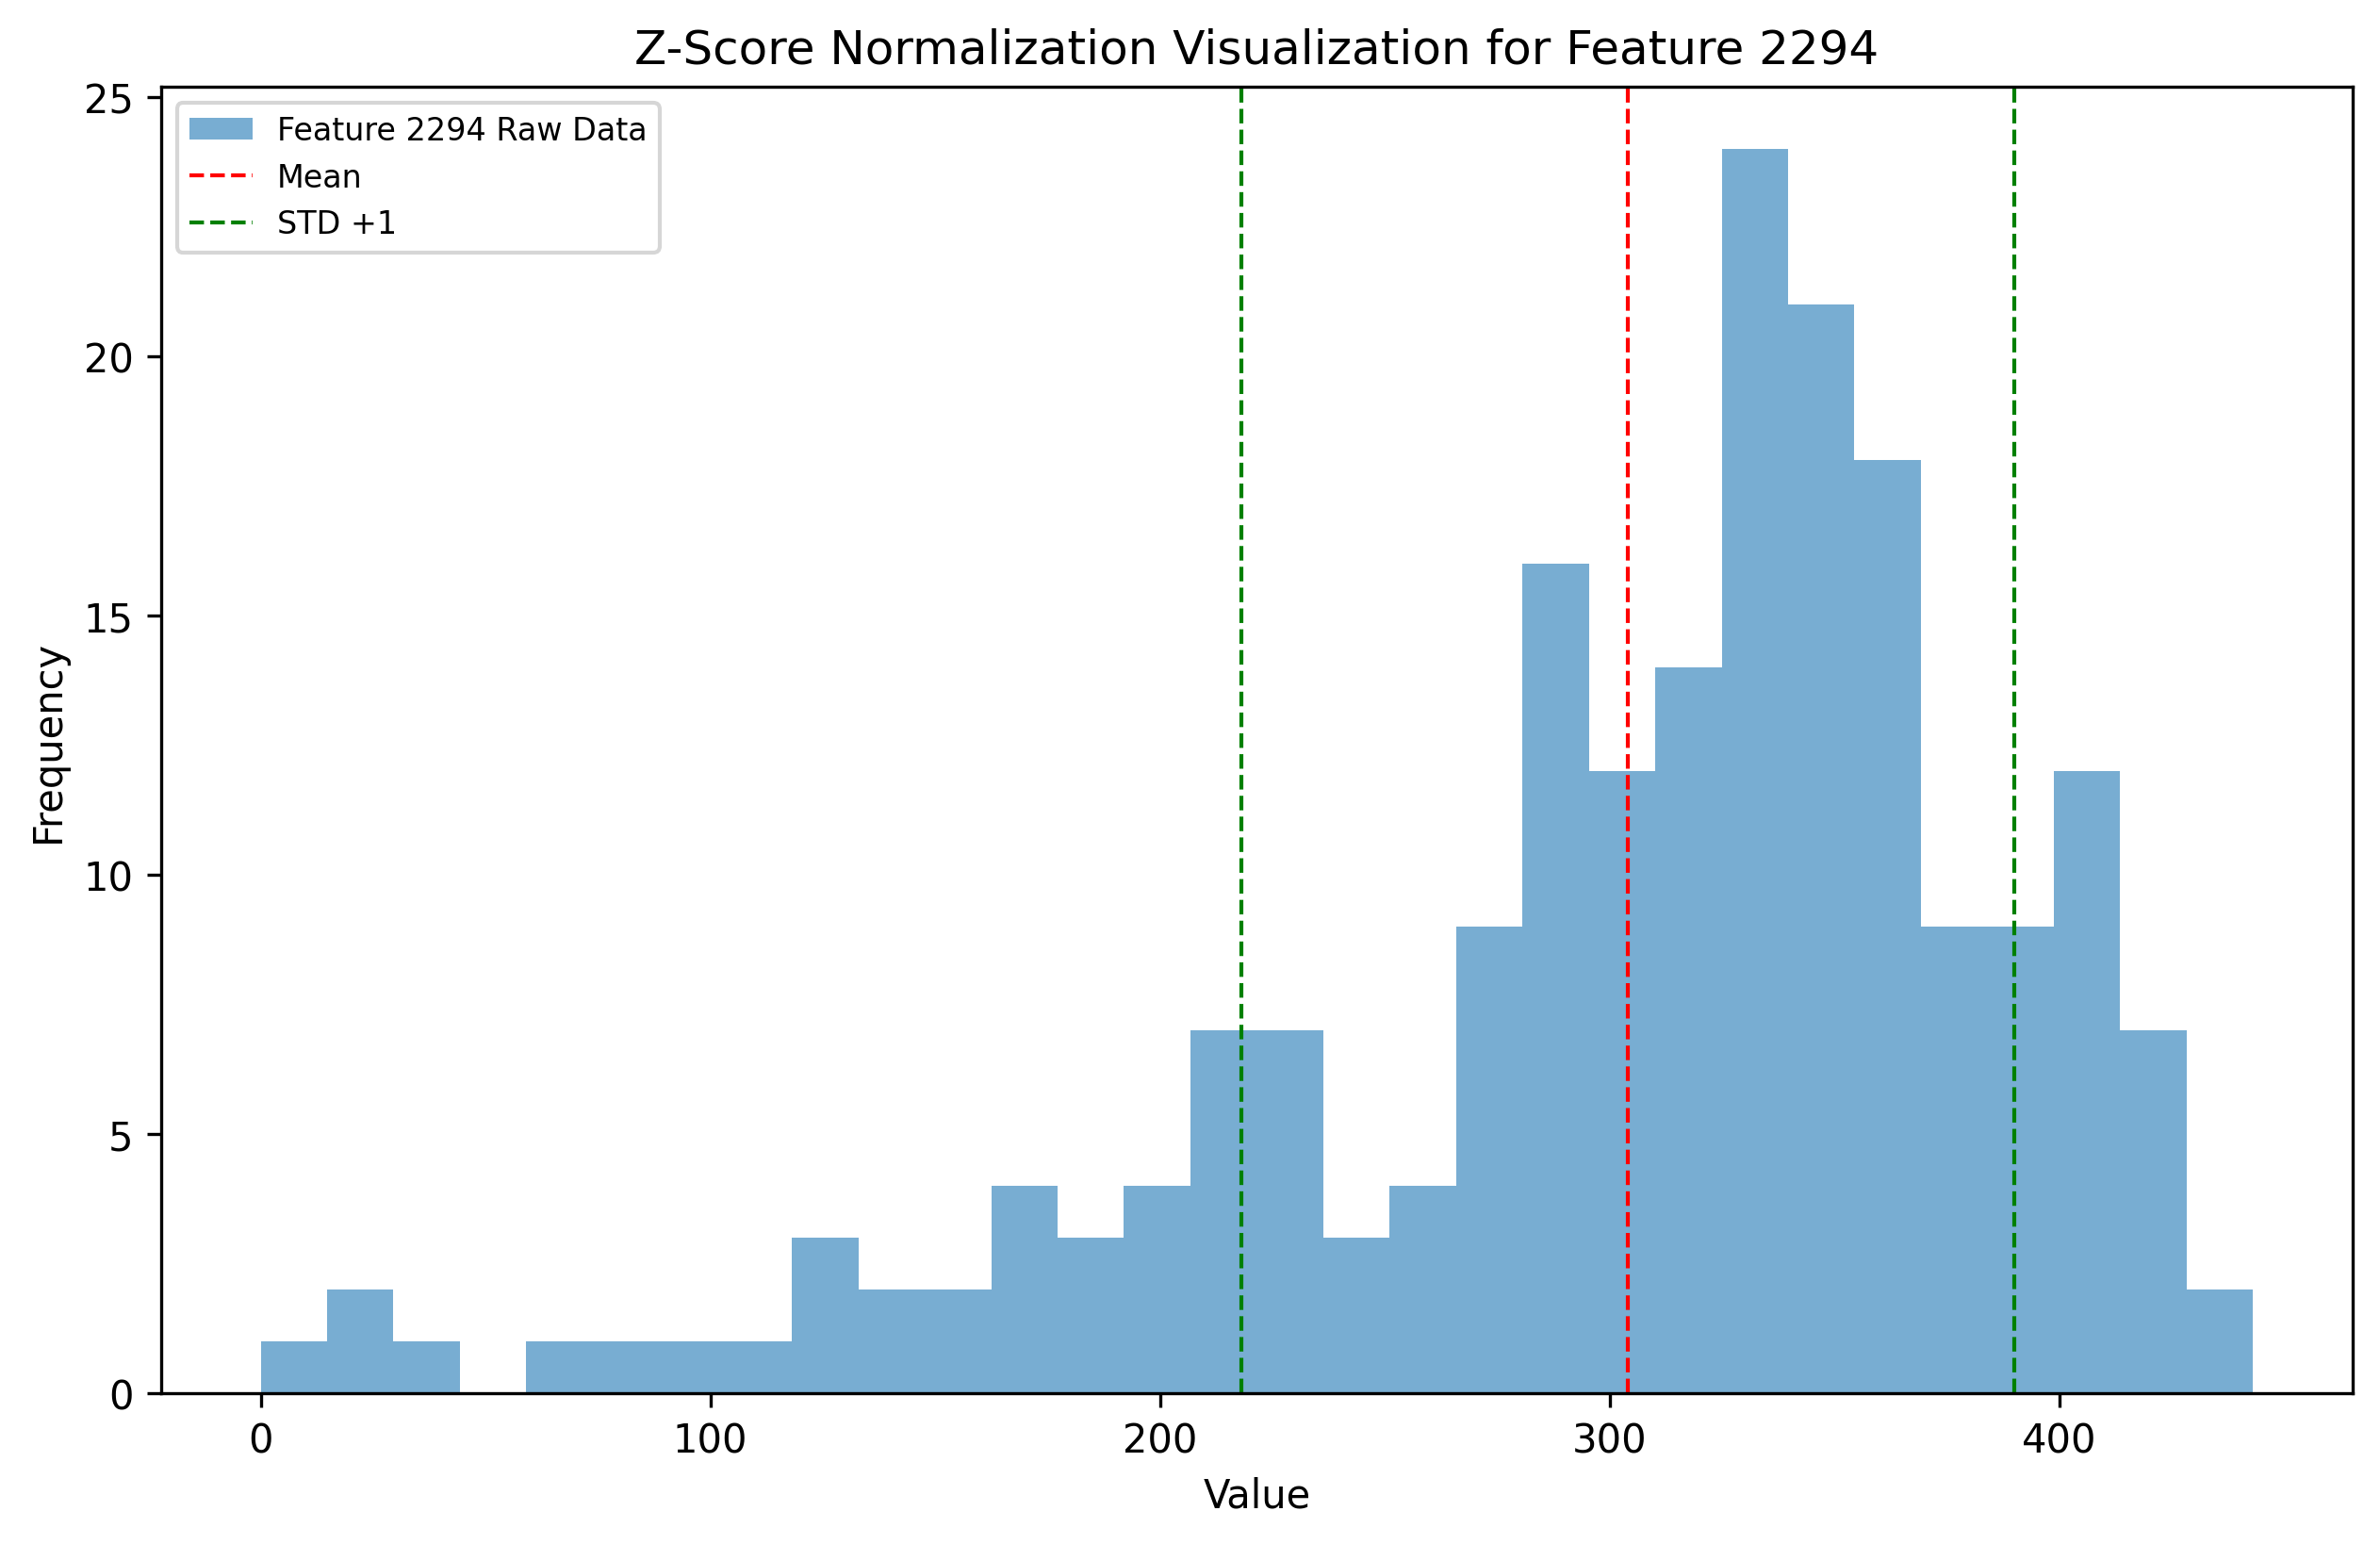 Z-Score Normalization Visualization for Feature 2294
Feature 2294 Raw Data
Mean
STD +1
25
20
15
10
5
0
Frequency
0 100 200 300 400
Value